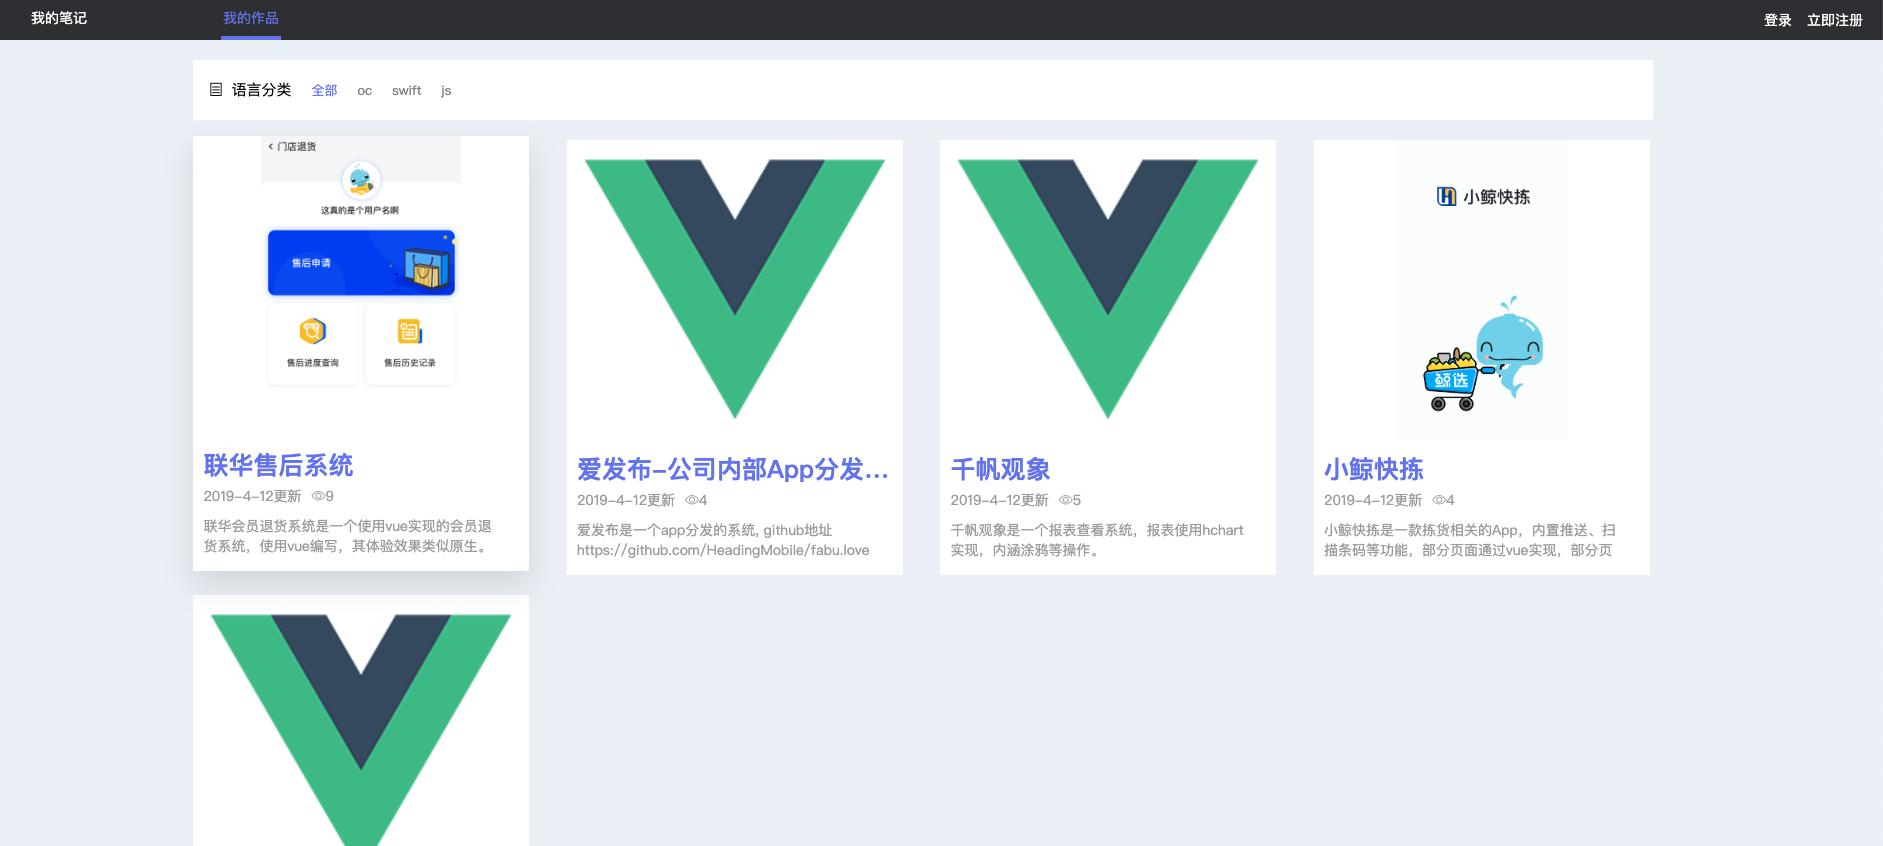 我的笔记
我的作品
登录
立即注册
语言分类
全部
oc
swift
js
门店退货
这真的是个用户名啊
售后申请
售后进度查询
售后历史记录
联华售后系统
2019-4-12更新 9
联华会员退货系统是一个使用vue实现的会员退
货系统，使用vue编写，其体验效果类似原生。
爱发布-公司内部App分发...
2019-4-12更新 4
爱发布是一个app分发的系统, github地址
https://github.com/HeadingMobile/fabu.love
千帆观象
2019-4-12更新 5
千帆观象是一个报表查看系统，报表使用hchart
实现，内涵涂鸦等操作。
小鲸快拣
鲸选
小鲸快拣
2019-4-12更新 4
小鲸快拣是一款拣货相关的App，内置推送、扫
描条码等功能，部分页面通过vue实现，部分页